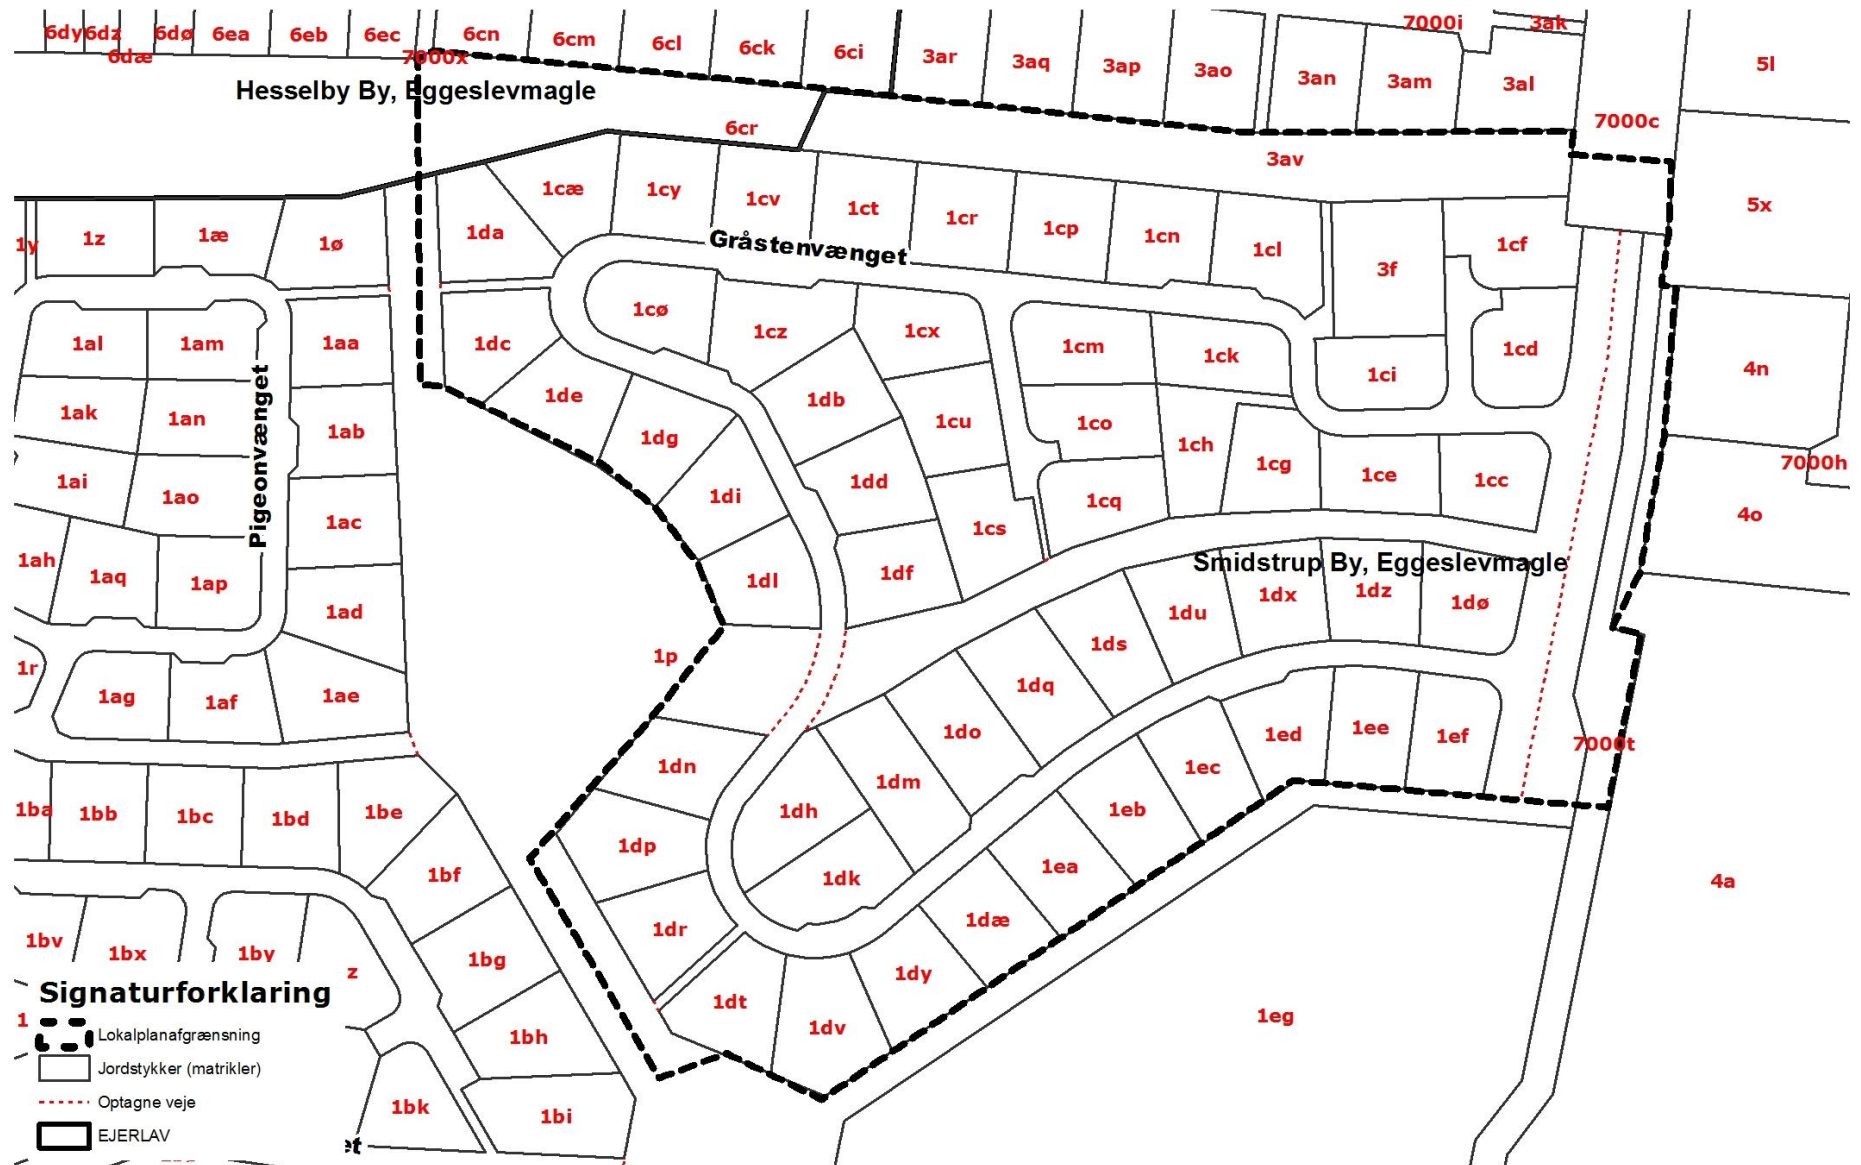 6dy 6dz 6dø 6ea 6eb 6ec 6cn 6cm 6cl 6ck 6ci 3ar 3aq 3ap 3ao 3an 3am 7000i 3ak 3al 5l
6dæ 7000x
Hesselby By, Eggeslevmagle
6cr 3av 7000c
1y 1z 1æ 1ø 1da 1cæ 1cy 1cv 1ct 1cr 1cp 1cn 1cl 3f 1cf 5x
Gråstenvænget
1al 1am 1aa 1dc 1cø 1cz 1cx 1cm 1ck 1ci 1cd 4n
Pigeonvænget
1ak 1an 1ab 1de 1dg 1db 1cu 1co 1ch 1cg 1ce 1cc 7000h
1ai 1ao 1ac 1di 1dd 1cs 1cq 4o
Smidstrup By, Eggeslevmagle
1ah 1aq 1ap 1ad 1dl 1df 1du 1dx 1dz 1dø
1r 1ag 1af 1ae 1p 1dq 1ds
1dn 1do 1ed 1ee 1ef 7000t
1ba 1bb 1bc 1bd 1be 1dh 1dm 1ec
1bf 1dp 1dk 1ea 1eb 4a
1bv 1bx 1by z 1bg 1dr 1dæ
1dt 1dv 1dy 1eg
1bh
1bk 1bi
Signaturforklaring
1
Lokalplanafgrænsning
Jordstykker (matrikler)
Optagne veje
EJERLAV
et